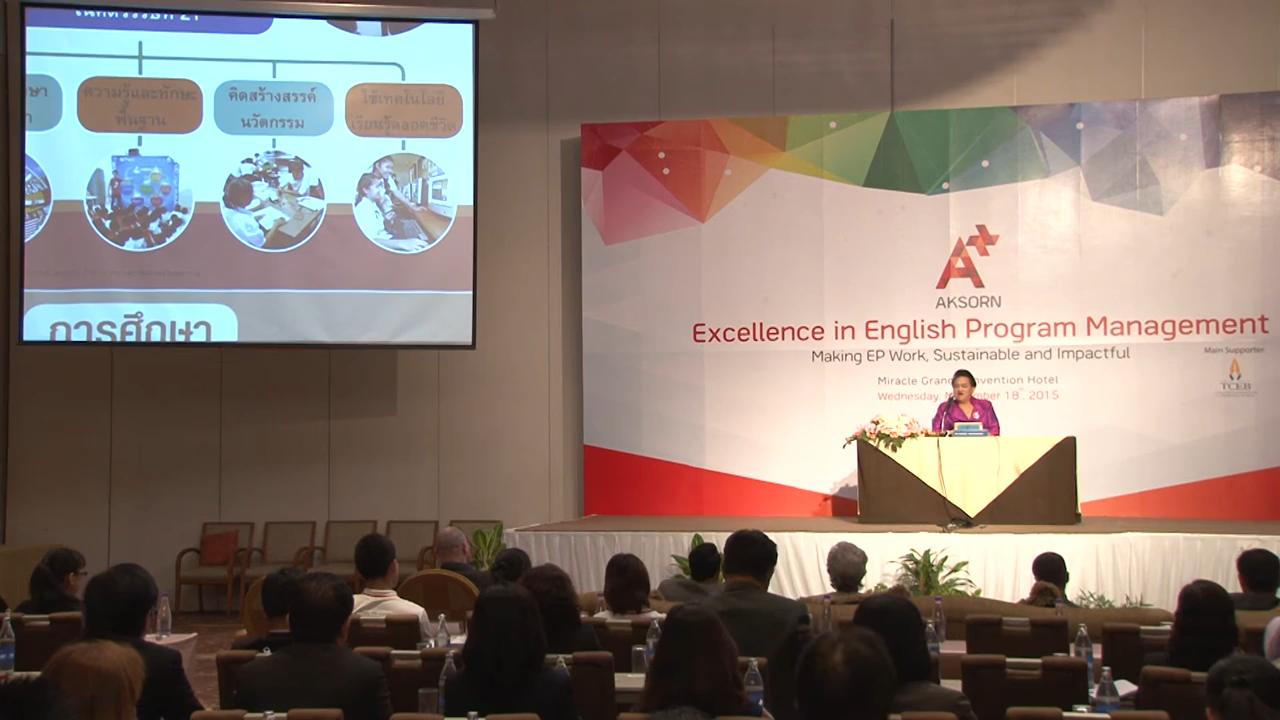 ความรู้และทักษะ
พื้นฐาน
คิดสร้างสรรค์
นวัตกรรม
ใช้เทคโนโลยี
เรียนรู้ตลอดชีวิต
การศึกษา
AKSORN
Excellence in English Program Management
Making EP Work, Sustainable and Impactful
Main Supporter
TCEB
Miracle Grand
vention Hotel
Wednesday, N
mber 18th, 2015